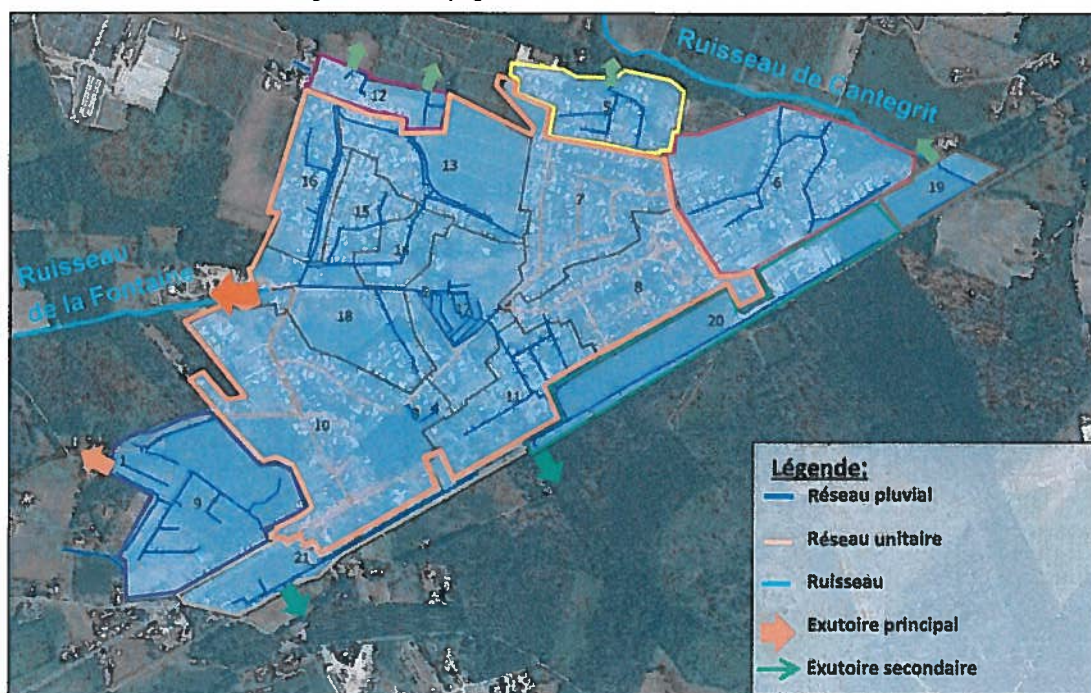 Ruisseau de Cantegrit
12
5
13
16
7
6
15
19
Ruisseau
de la Fontaine
8
18
20
11
10
9
21
Légende:
Réseau pluvial
Réseau unitaire
Ruisseau
Exutoire principal
Exutoire secondaire